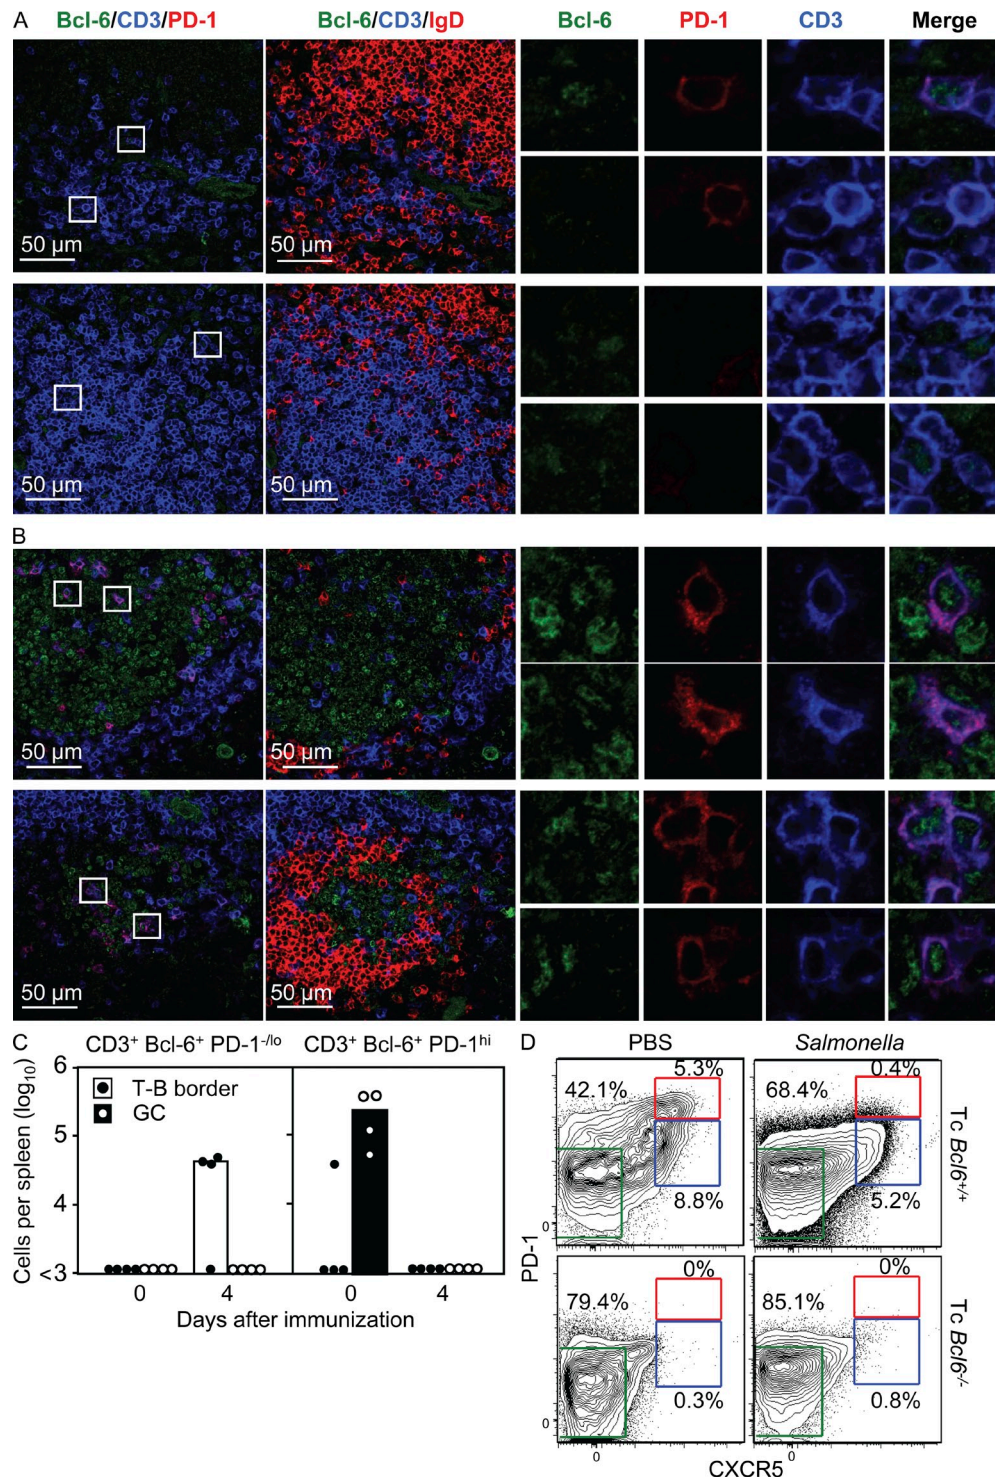 A Bcl-6/CD3/PD-1 Bcl-6/CD3/IgD Bcl-6 PD-1 CD3 Merge
50 µm 50 µm
50 µm 50 µm
B
50 µm 50 µm
50 µm 50 µm
C CD3⁺ Bcl-6⁺ PD-1⁻/ˡᵒ CD3⁺ Bcl-6⁺ PD-1ʰⁱ
Cells per spleen (log₁₀)
6
5
4
<3
T-B border
GC
0 4 0 4
Days after immunization
D PBS Salmonella
42.1% 5.3% 68.4% 0.4%
8.8% 5.2%
0
Tc Bcl6⁺/⁺
PD-1
79.4% 0% 85.1% 0%
0.3% 0.8%
0
Tc Bcl6⁻/⁻
0 0
CXCR5